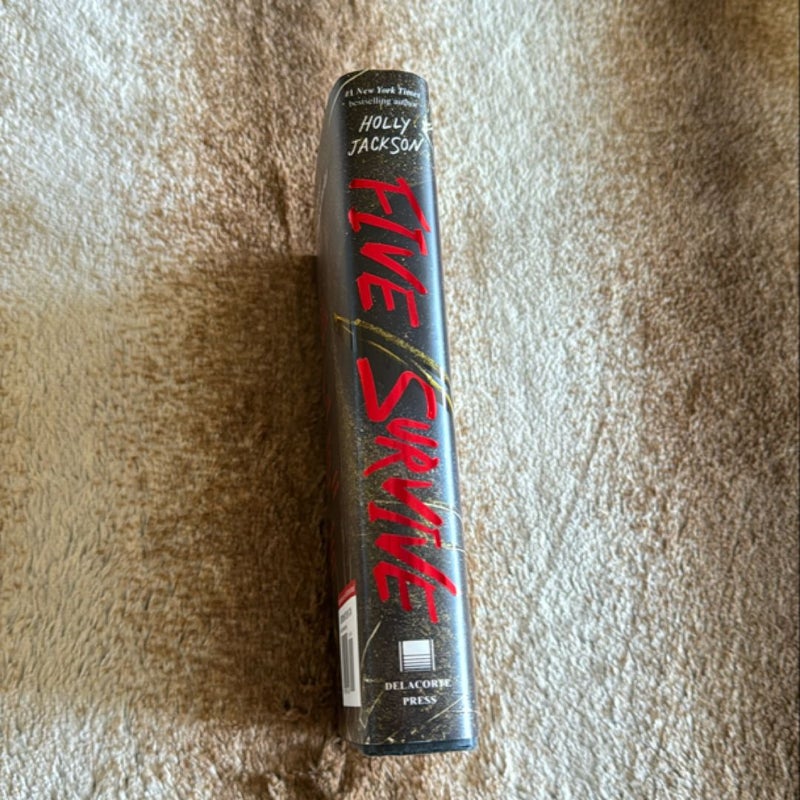 #1 New York Times
bestselling author
HOLLY
JACKSON
FIVE SURVIVE
DELACORTE
PRESS